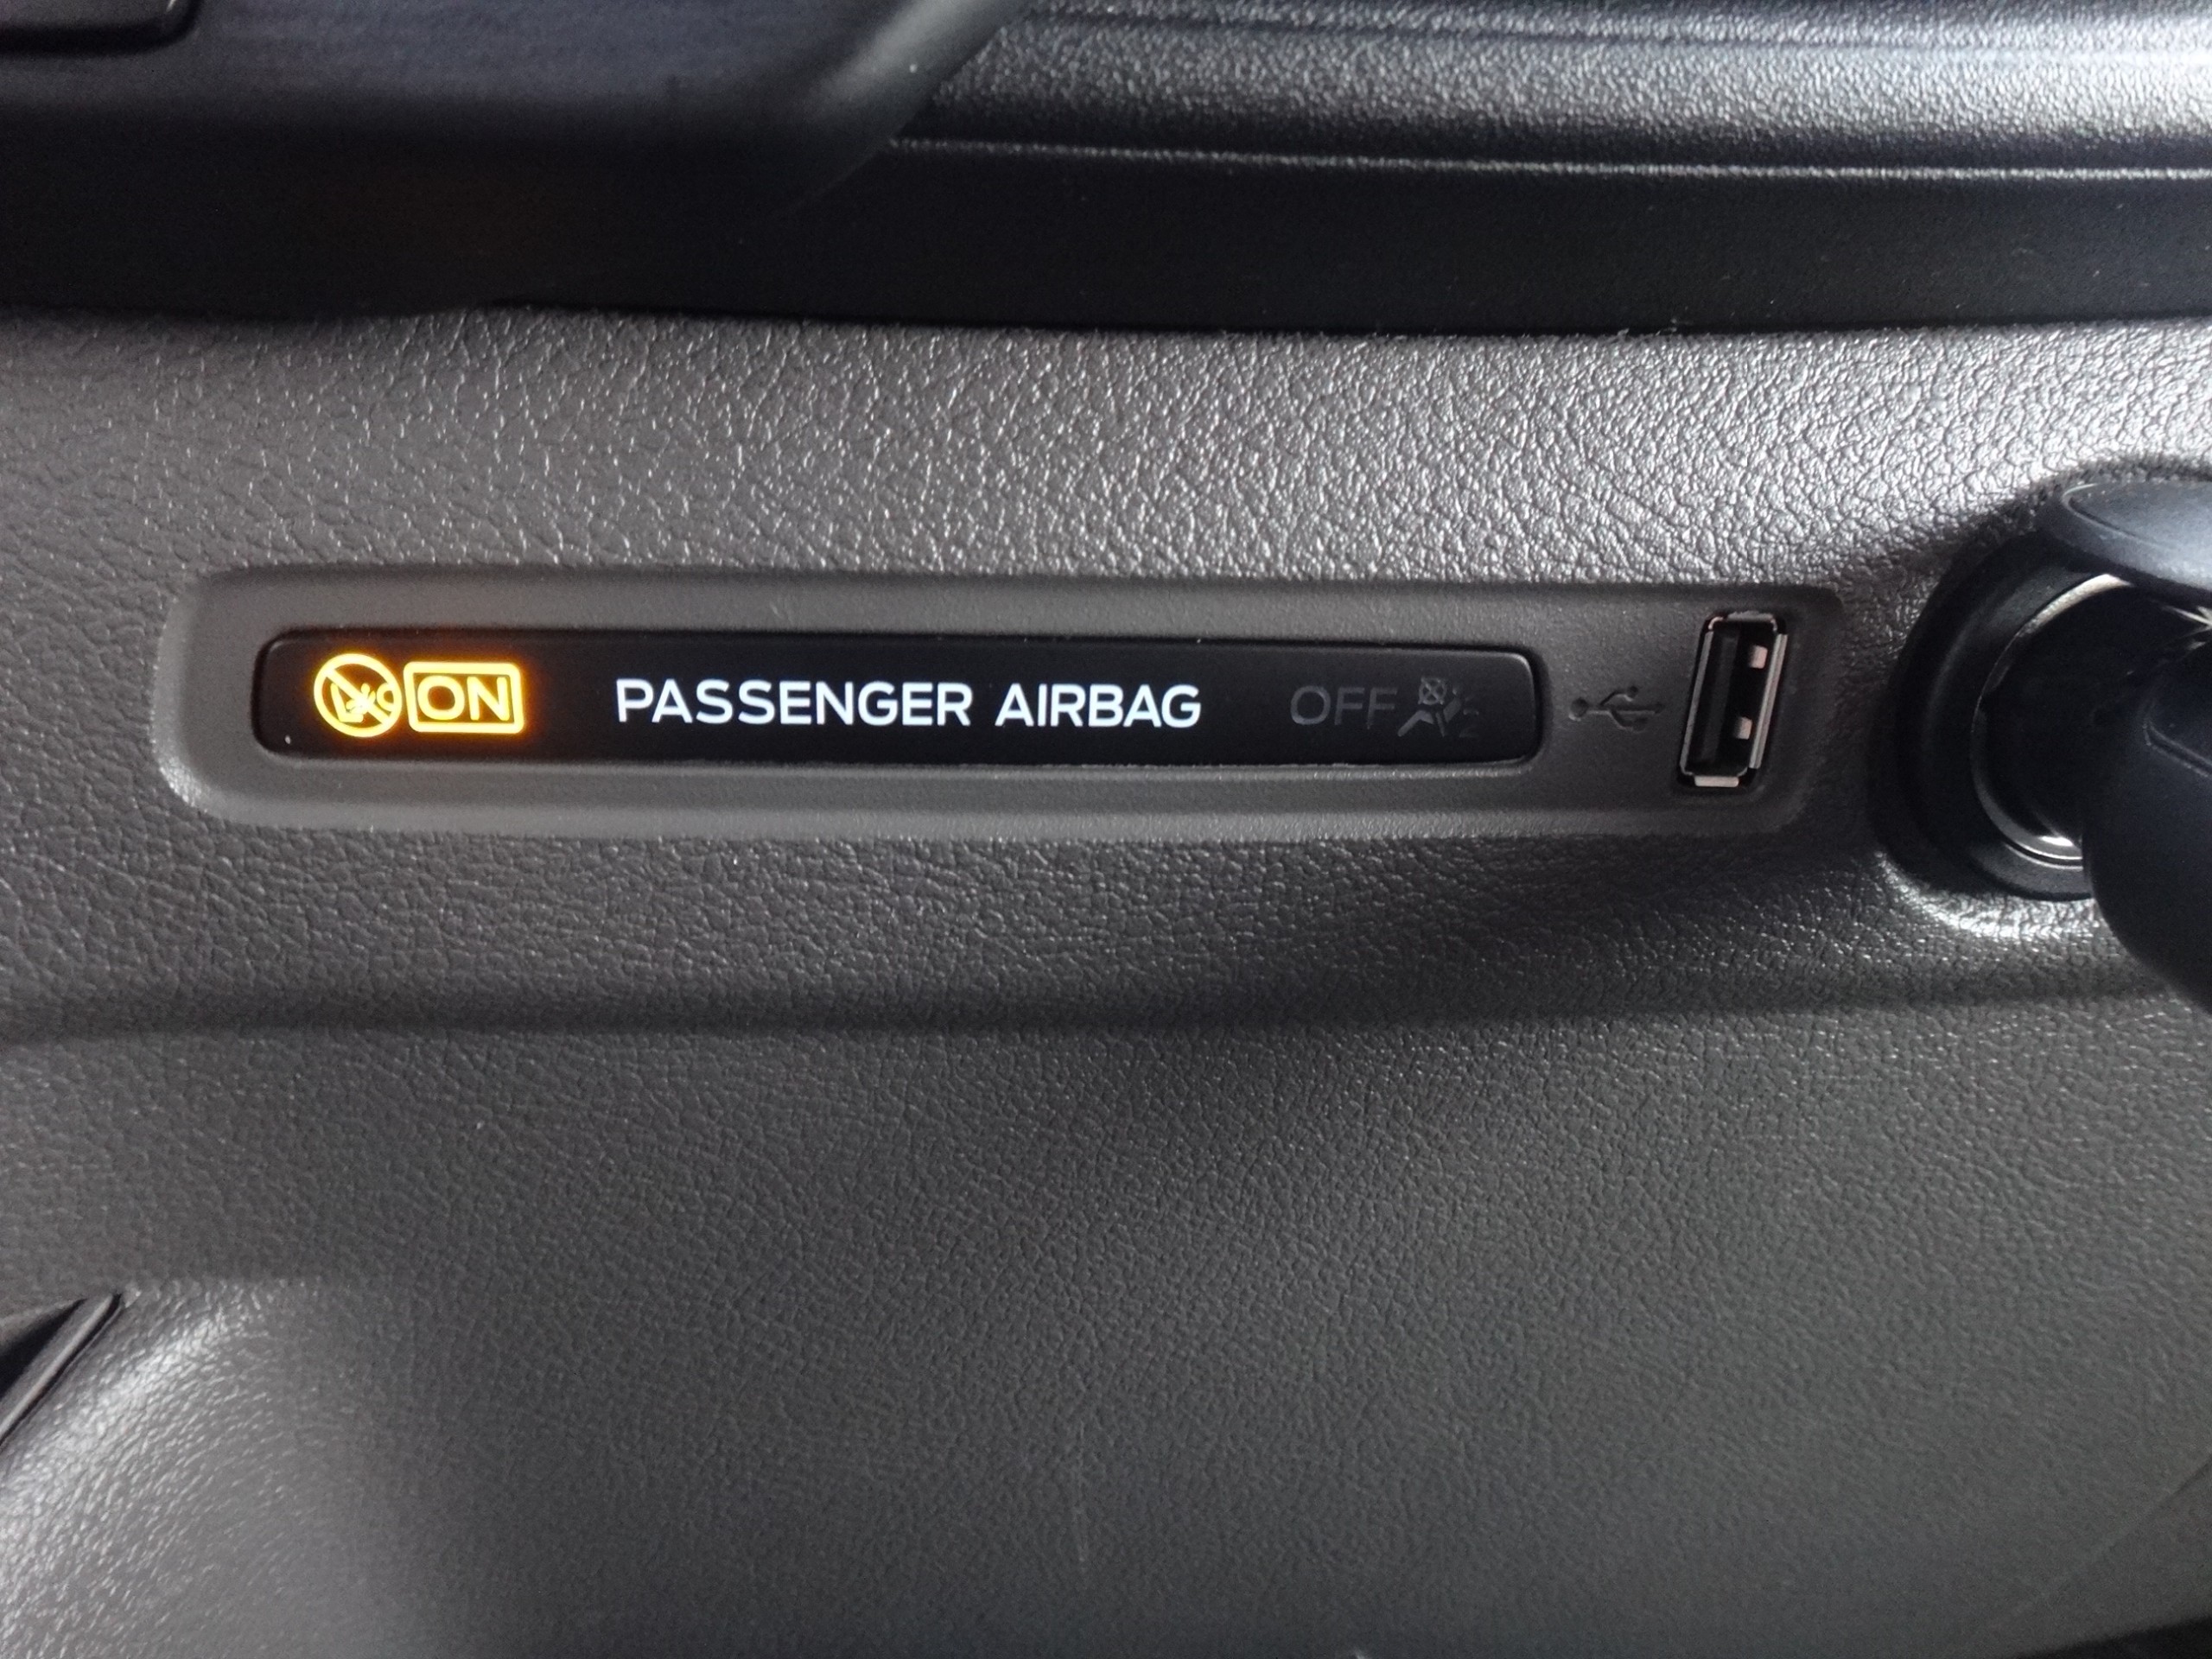 ON PASSENGER AIRBAG OFF